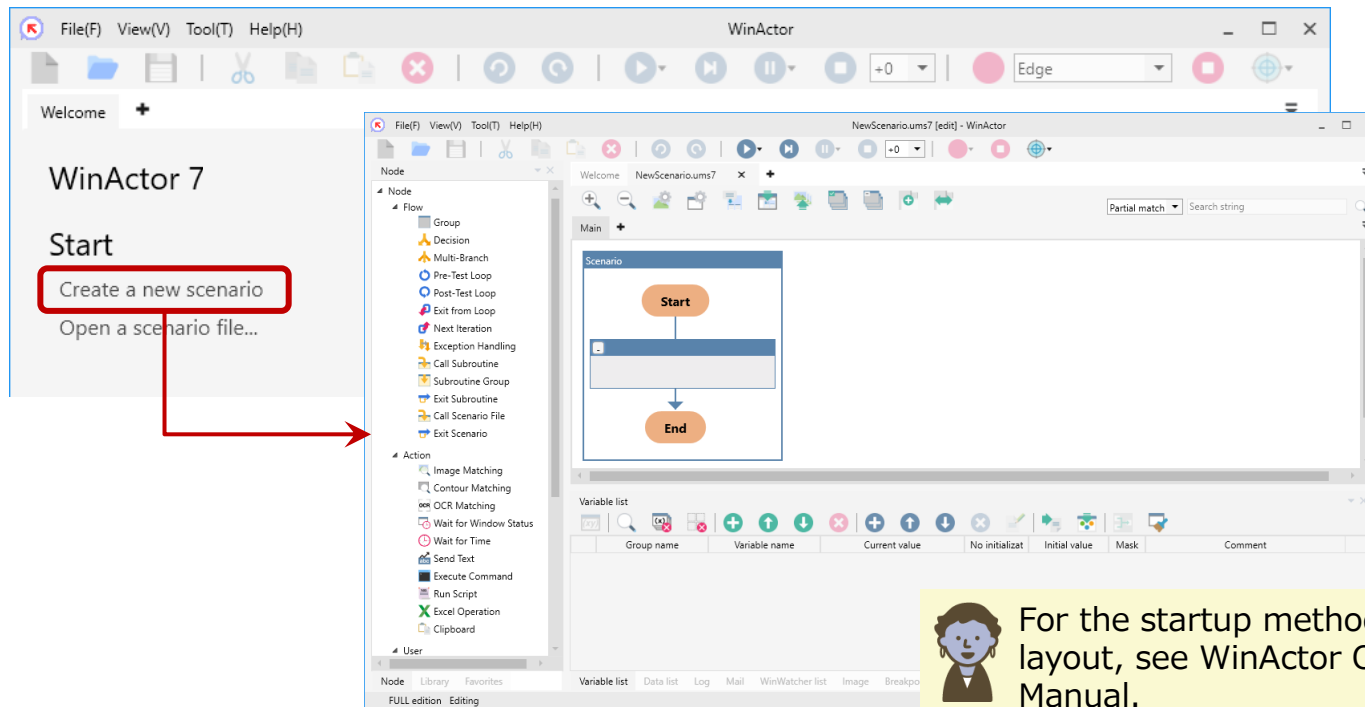 File(F) View(V) Tool(T) Help(H) WinActor
+0 Edge
Welcome
WinActor 7
Start
Create a new scenario
Open a scenario file...
File(F) View(V) Tool(T) Help(H) NewScenario.ums7 [edit] - WinActor
+0
Node
Node
Flow
Group
Decision
Multi-Branch
Pre-Test Loop
Post-Test Loop
Exit from Loop
Next Iteration
Exception Handling
Call Subroutine
Subroutine Group
Exit Subroutine
Call Scenario File
Exit Scenario
Action
Image Matching
Contour Matching
OCR Matching
Wait for Window Status
Wait for Time
Send Text
Execute Command
Run Script
Excel Operation
Clipboard
User
Node Library Favorites
FULL edition Editing
Welcome NewScenario.ums7
Partial match Search string
Main
Scenario
Start
End
Variable list
Group name Variable name Current value No initializat Initial value Mask Comment
Variable list Data list Log Mail WinWatcher list Image Breakpo
For the startup metho
layout, see WinActor
Manual.